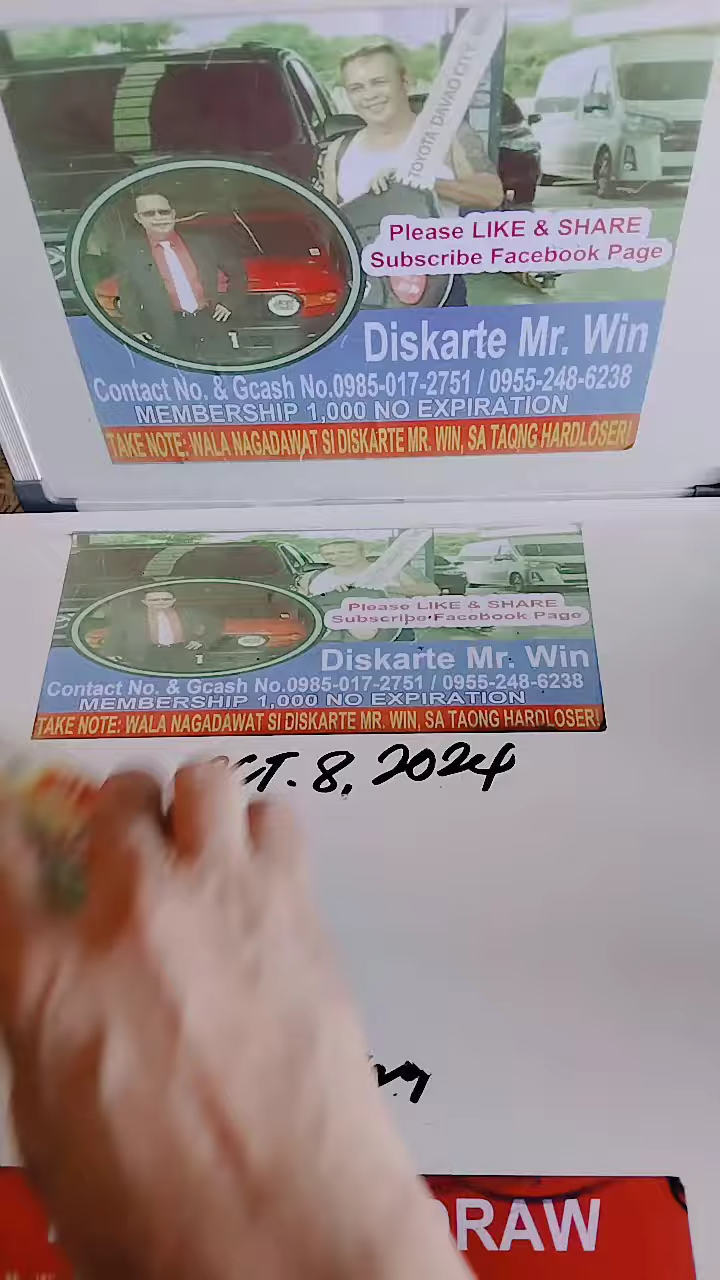 TOYOTA DAVAO CITY
Please LIKE & SHARE
Subscribe Facebook Page
Diskarte Mr. Win
Contact No. & Gcash No.0985-017-2751 / 0955-248-6238
MEMBERSHIP 1,000 NO EXPIRATION
TAKE NOTE: WALA NAGADAWAT SI DISKARTE MR. WIN, SA TAONG HARDLOSER!
Please LIKE & SHARE
Subscribe Facebook Page
Diskarte Mr. Win
Contact No. & Gcash No.0985-017-2751 / 0955-248-6238
MEMBERSHIP 1,000 NO EXPIRATION
TAKE NOTE: WALA NAGADAWAT SI DISKARTE MR. WIN, SA TAONG HARDLOSER!
OCT. 8, 2024
DRAW